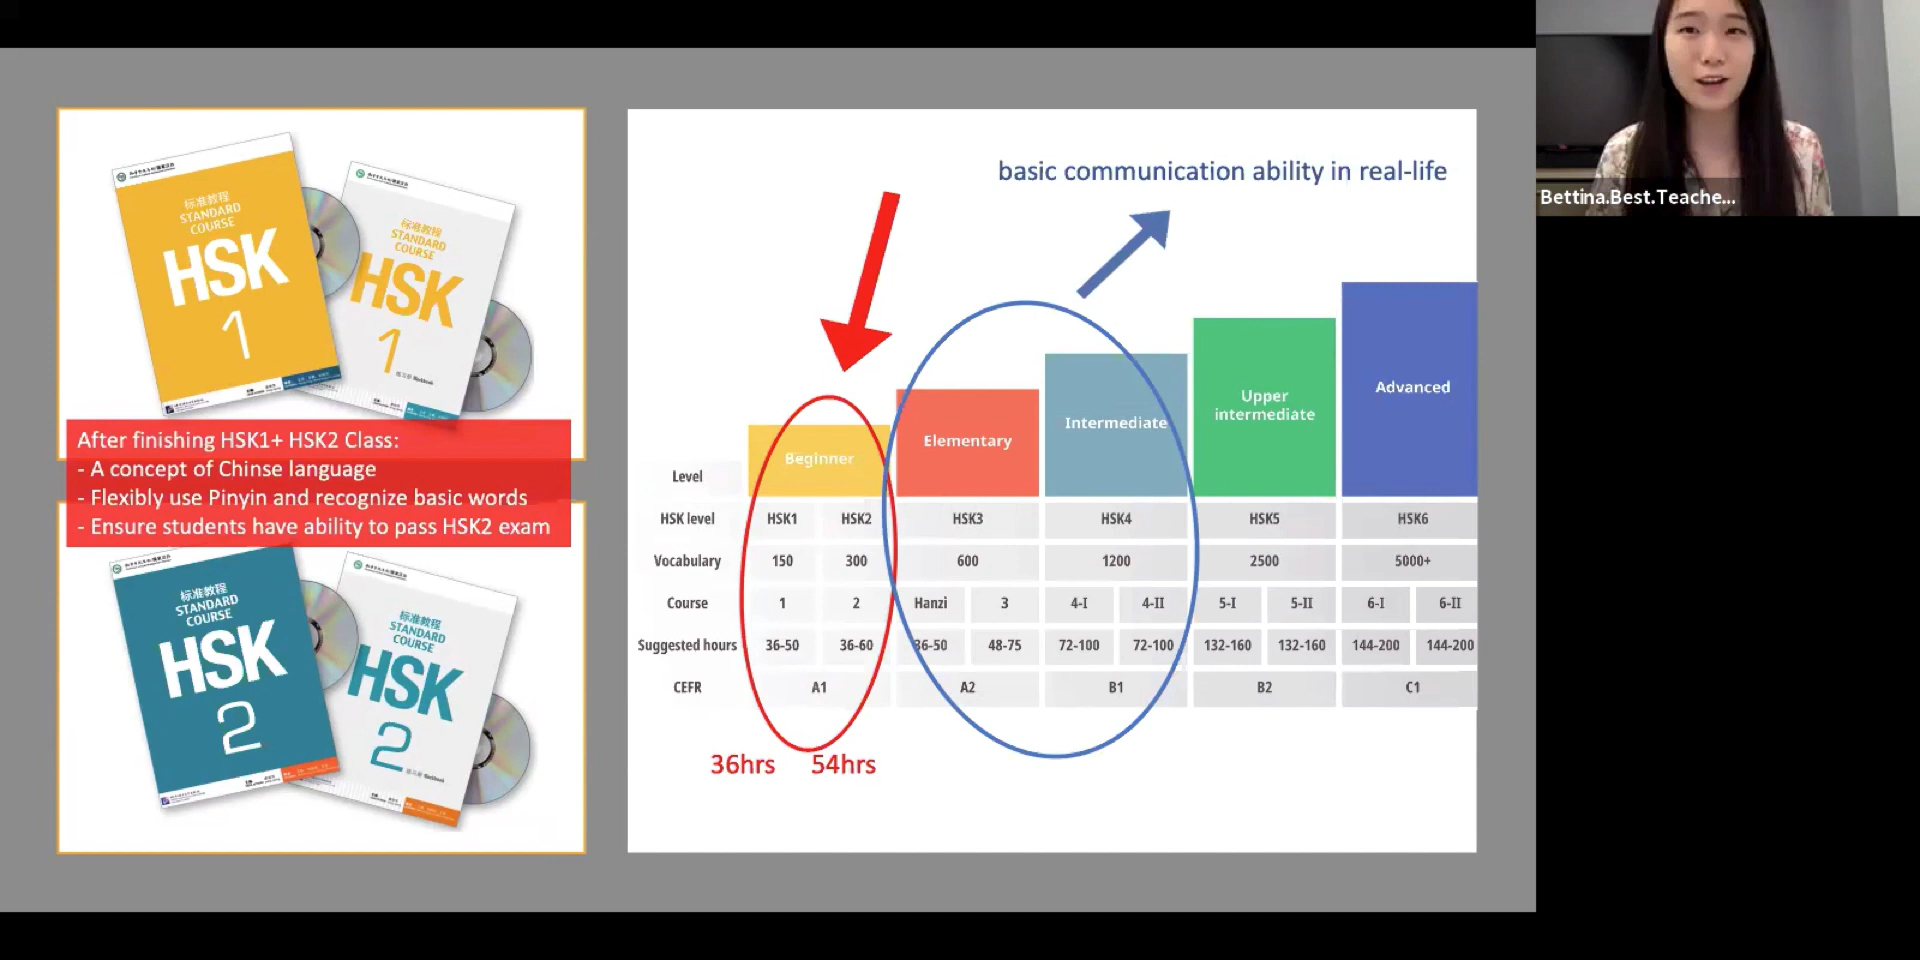 标准教程
STANDARD
COURSE
HSK
1
标准教程
STANDARD
COURSE
HSK
1
练习册 Workbook
After finishing HSK1+ HSK2 Class:
- A concept of Chinse language
- Flexibly use Pinyin and recognize basic words
- Ensure students have ability to pass HSK2 exam
标准教程
STANDARD
COURSE
HSK
2
标准教程
STANDARD
COURSE
HSK
2
练习册 Workbook
basic communication ability in real-life
Beginner
Elementary
Intermediate
Upper
intermediate
Advanced
Level
HSK level HSK1 HSK2 HSK3 HSK4 HSK5 HSK6
Vocabulary 150 300 600 1200 2500 5000+
Course 1 2 Hanzi 3 4-I 4-II 5-I 5-II 6-I 6-II
Suggested hours 36-50 36-60 36-50 48-75 72-100 72-100 132-160 132-160 144-200 144-200
CEFR A1 A2 B1 B2 C1
36hrs 54hrs
Bettina.Best.Teache...